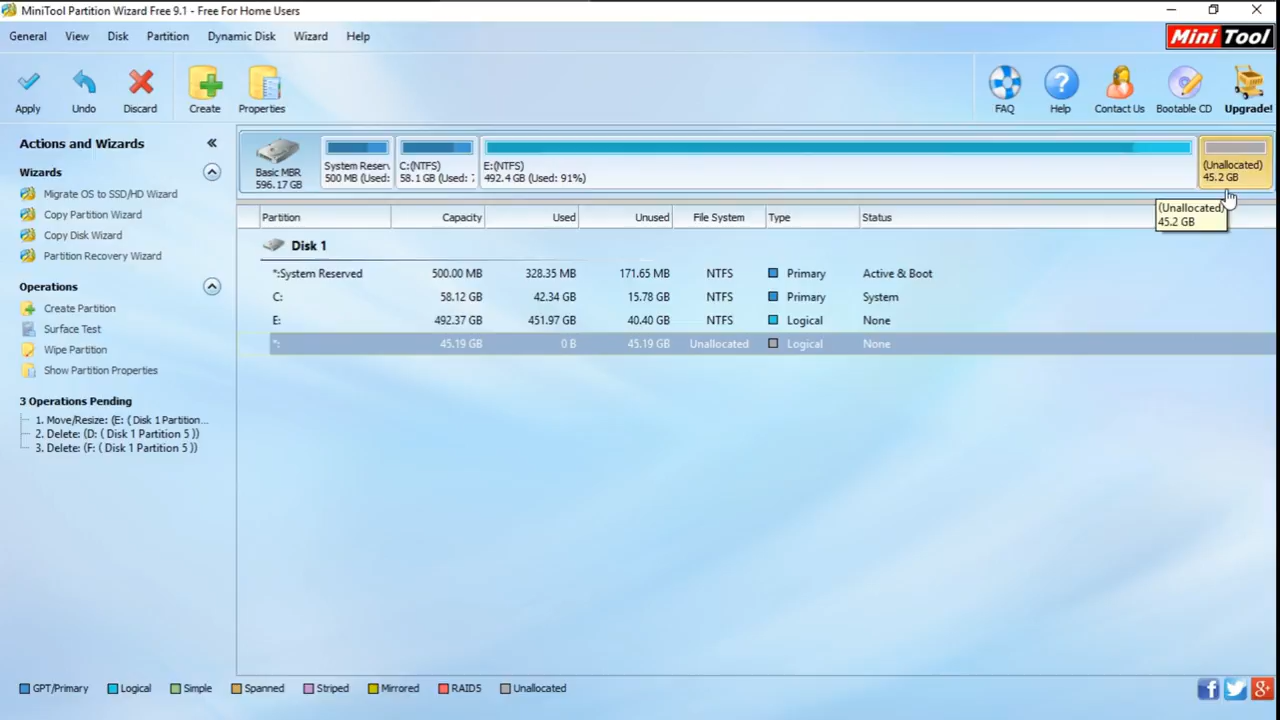 MiniTool Partition Wizard Free 9.1 - Free For Home Users
General View Disk Partition Dynamic Disk Wizard Help
Mini Tool
Apply Undo Discard Create Properties FAQ Help Contact Us Bootable CD Upgrade!
Actions and Wizards
Wizards
Migrate OS to SSD/HD Wizard
Copy Partition Wizard
Copy Disk Wizard
Partition Recovery Wizard
Operations
Create Partition
Surface Test
Wipe Partition
Show Partition Properties
3 Operations Pending:
1. Move/Resize: (E: ( Disk 1 Partition...
2. Delete: (D: ( Disk 1 Partition 5 ))
3. Delete: (F: ( Disk 1 Partition 5 ))
Basic MBR
596.17 GB
System Reserv
500 MB (Used:
C:(NTFS)
58.1 GB (Used:
E:(NTFS)
492.4 GB (Used: 91%)
(Unallocated)
45.2 GB
(Unallocated)
45.2 GB
Partition Capacity Used Unused File System Type Status
Disk 1
*:System Reserved 500.00 MB 328.35 MB 171.65 MB NTFS Primary Active & Boot
C: 58.12 GB 42.34 GB 15.78 GB NTFS Primary System
E: 492.37 GB 451.97 GB 40.40 GB NTFS Logical None
*: 45.19 GB 0 B 45.19 GB Unallocated Logical None
GPT/Primary Logical Simple Spanned Striped Mirrored RAID5 Unallocated